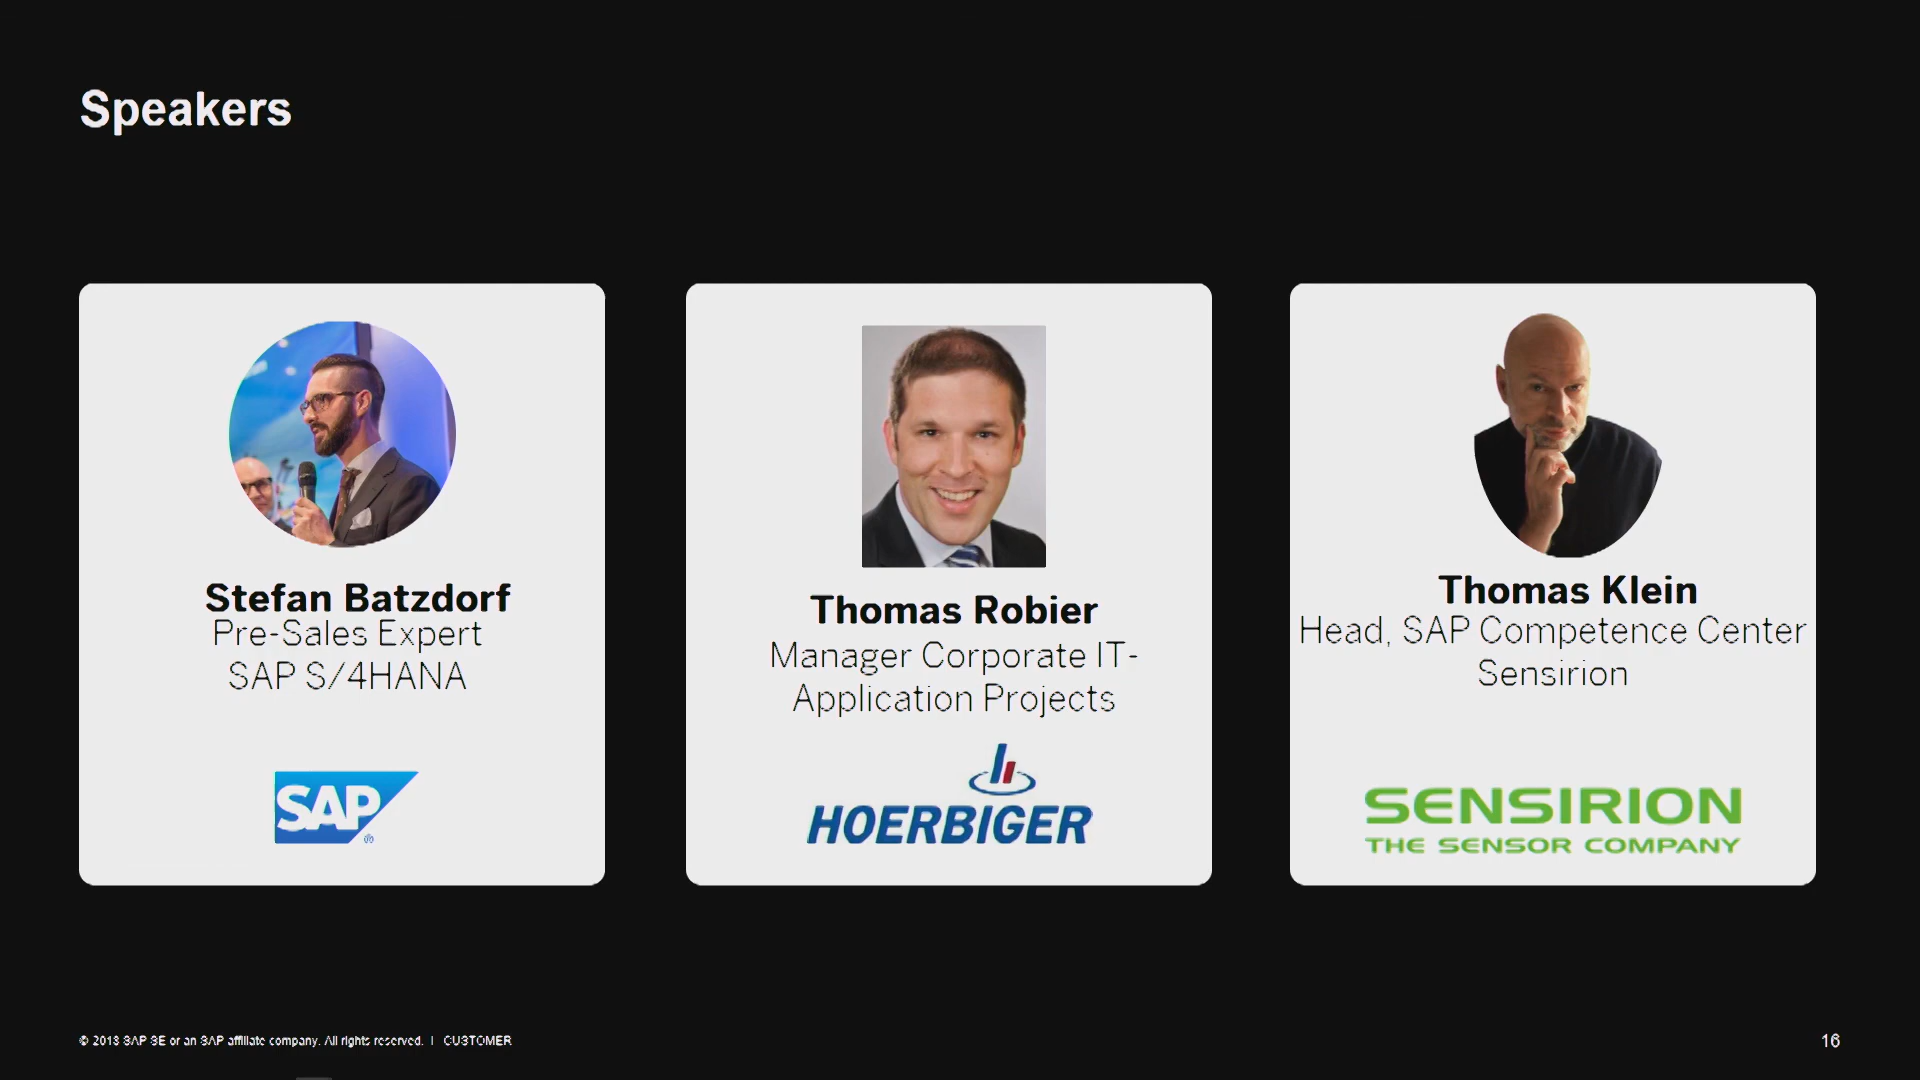 Speakers
Stefan Batzdorf
Pre-Sales Expert
SAP S/4HANA
SAP
®
Thomas Robier
Manager Corporate IT-
Application Projects
HOERBIGER
Thomas Klein
Head, SAP Competence Center
Sensirion
SENSIRION
THE SENSOR COMPANY
© 2018 SAP SE or an SAP affiliate company. All rights reserved. | CUSTOMER
16